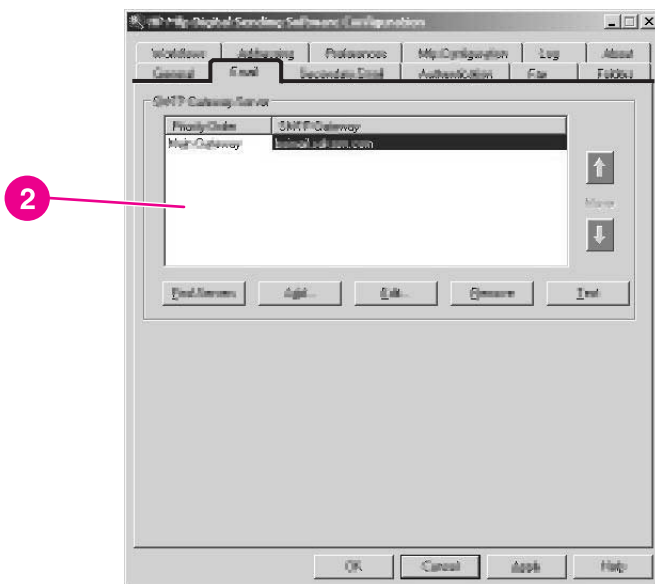 HP Mfp Digital Sending Software Configuration
Workflows Addressing Preferences Mfp Configuration Log About
General Email Secondary Email Authentication Fax Folders
SMTP Gateway Server
Priority Order SMTP Gateway
Main Gateway
2
Find Servers Add... Edit... Remove Test
OK Cancel Apply Help